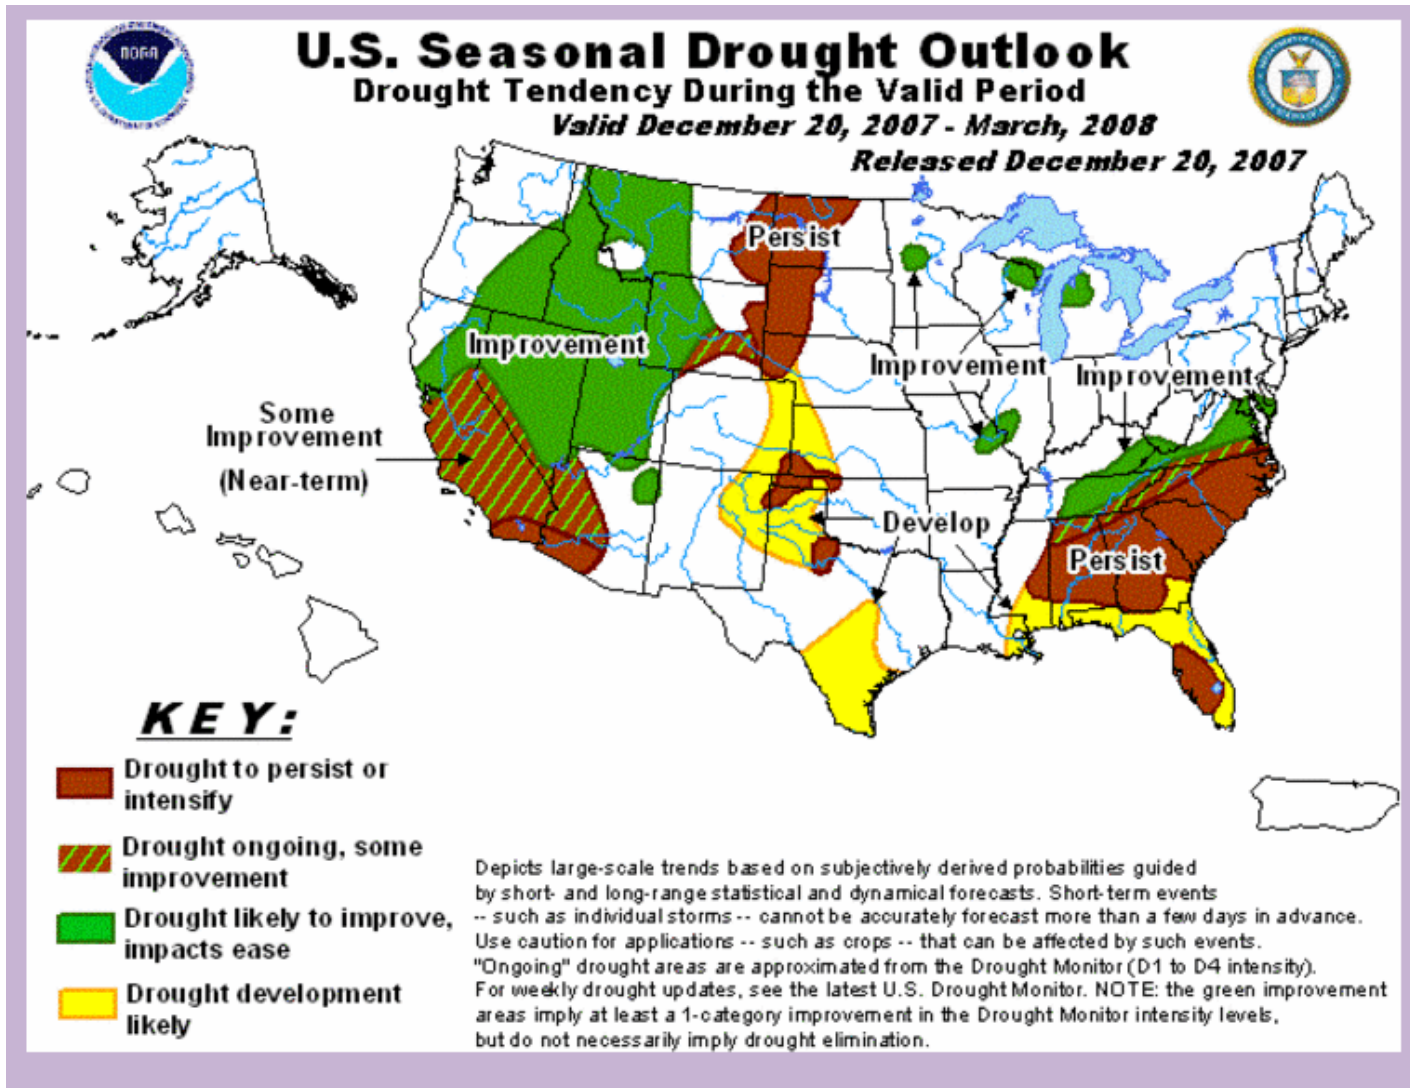 NOAA
U.S. Seasonal Drought Outlook
Drought Tendency During the Valid Period
Valid December 20, 2007 - March, 2008
Released December 20, 2007
Persist
Improvement
Improvement
Improvement
Some
Improvement
(Near-term)
Develop
Persist
KEY:
Drought to persist or
intensify
Drought ongoing, some
improvement
Drought likely to improve,
impacts ease
Drought development
likely
Depicts large-scale trends based on subjectively derived probabilities guided
by short- and long-range statistical and dynamical forecasts. Short-term events
-- such as individual storms -- cannot be accurately forecast more than a few days in advance.
Use caution for applications -- such as crops -- that can be affected by such events.
"Ongoing" drought areas are approximated from the Drought Monitor (D1 to D4 intensity).
For weekly drought updates, see the latest U.S. Drought Monitor. NOTE: the green improvement
areas imply at least a 1-category improvement in the Drought Monitor intensity levels,
but do not necessarily imply drought elimination.